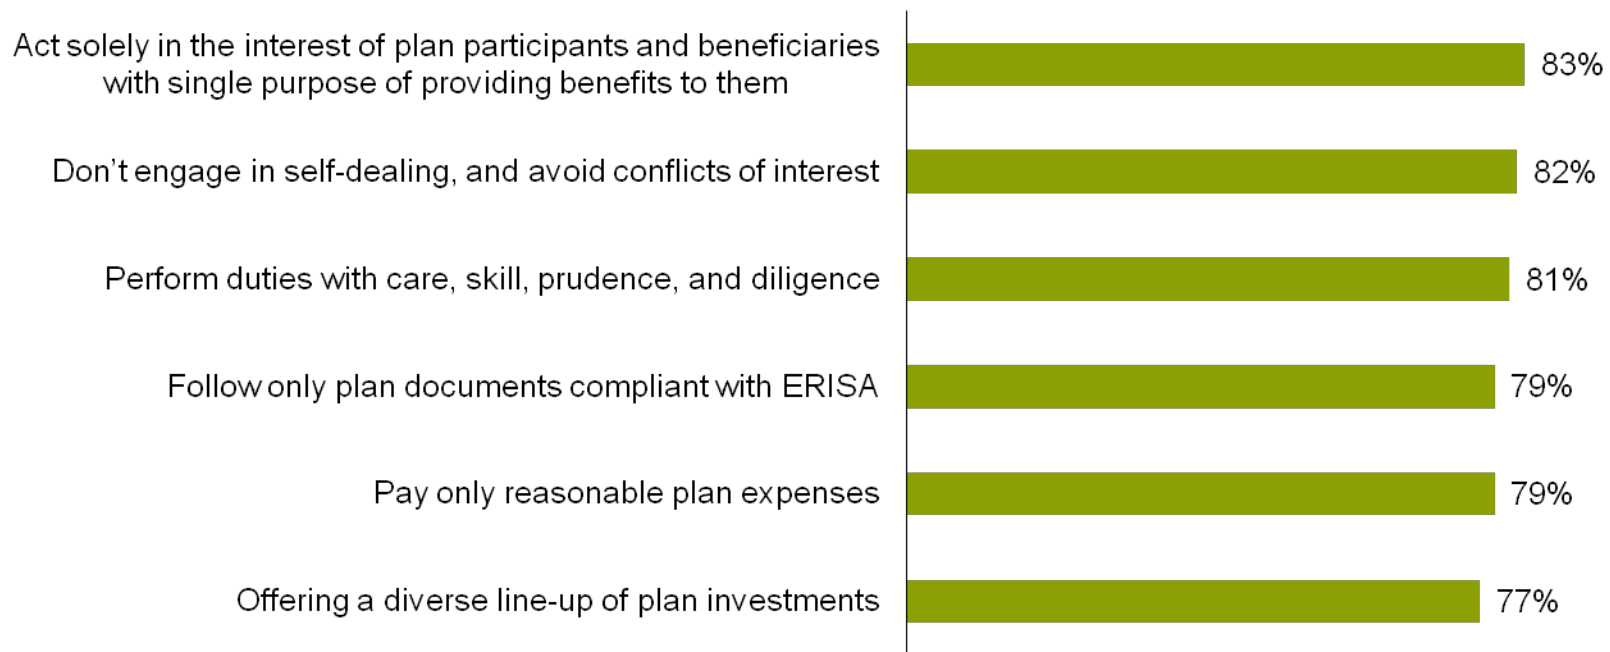 Act solely in the interest of plan participants and beneficiaries
with single purpose of providing benefits to them
83%
Don't engage in self-dealing, and avoid conflicts of interest
82%
Perform duties with care, skill, prudence, and diligence
81%
Follow only plan documents compliant with ERISA
79%
Pay only reasonable plan expenses
79%
Offering a diverse line-up of plan investments
77%